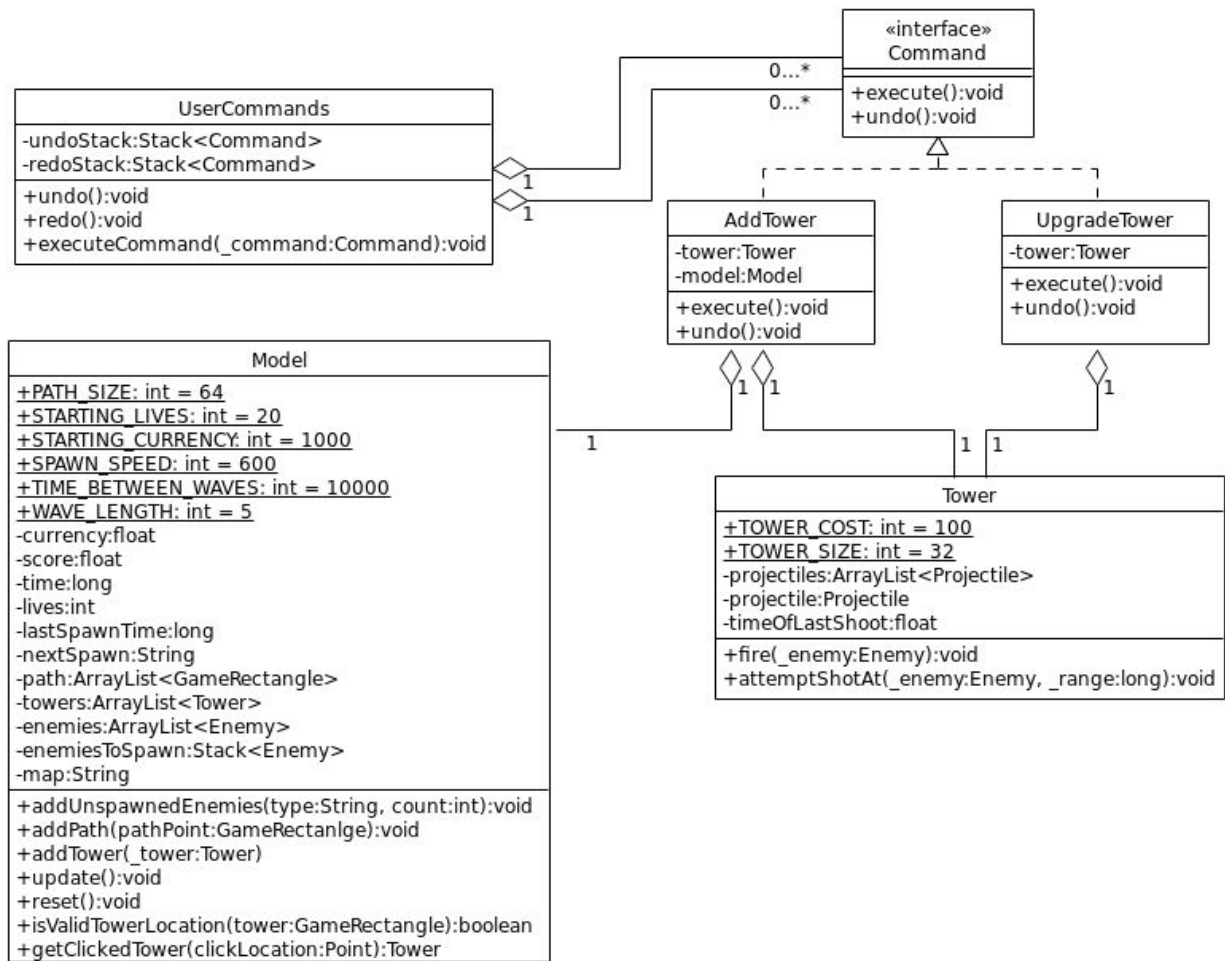 «interface»
Command
+execute():void
+undo():void
0...*
0...*
UserCommands
-undoStack:Stack<Command>
-redoStack:Stack<Command>
+undo():void
+redo():void
+executeCommand(_command:Command):void
1
1
AddTower
-tower:Tower
-model:Model
+execute():void
+undo():void
UpgradeTower
-tower:Tower
+execute():void
+undo():void
1
1
1
1
1
1
Model
+PATH_SIZE: int = 64
+STARTING_LIVES: int = 20
+STARTING_CURRENCY: int = 1000
+SPAWN_SPEED: int = 600
+TIME_BETWEEN_WAVES: int = 10000
+WAVE_LENGTH: int = 5
-currency:float
-score:float
-time:long
-lives:int
-lastSpawnTime:long
-nextSpawn:String
-path:ArrayList<GameRectangle>
-towers:ArrayList<Tower>
-enemies:ArrayList<Enemy>
-enemiesToSpawn:Stack<Enemy>
-map:String
+addUnspawnedEnemies(type:String, count:int):void
+addPath(pathPoint:GameRectanlge):void
+addTower(_tower:Tower)
+update():void
+reset():void
+isValidTowerLocation(tower:GameRectangle):boolean
+getClickedTower(clickLocation:Point):Tower
Tower
+TOWER_COST: int = 100
+TOWER_SIZE: int = 32
-projectiles:ArrayList<Projectile>
-projectile:Projectile
-timeOfLastShoot:float
+fire(_enemy:Enemy):void
+attemptShotAt(_enemy:Enemy, _range:long):void